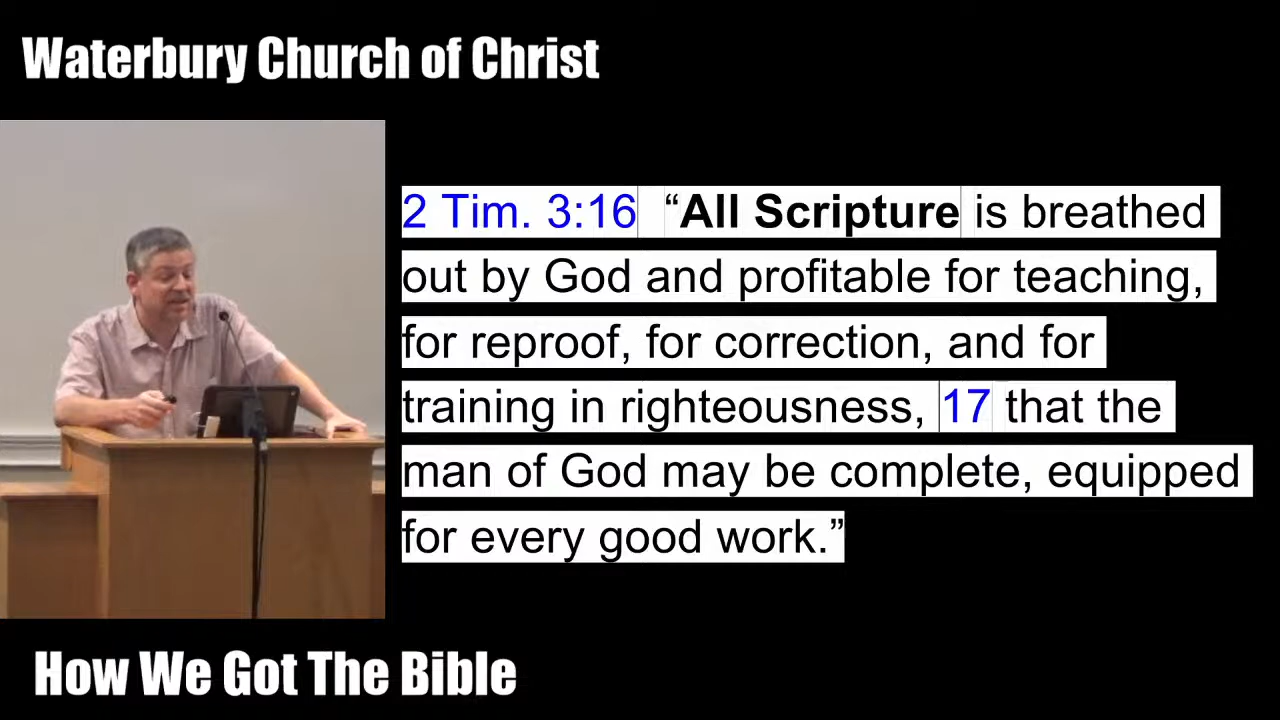 Waterbury Church of Christ
2 Tim. 3:16 “All Scripture is breathed
out by God and profitable for teaching,
for reproof, for correction, and for
training in righteousness, 17 that the
man of God may be complete, equipped
for every good work.”
How We Got The Bible